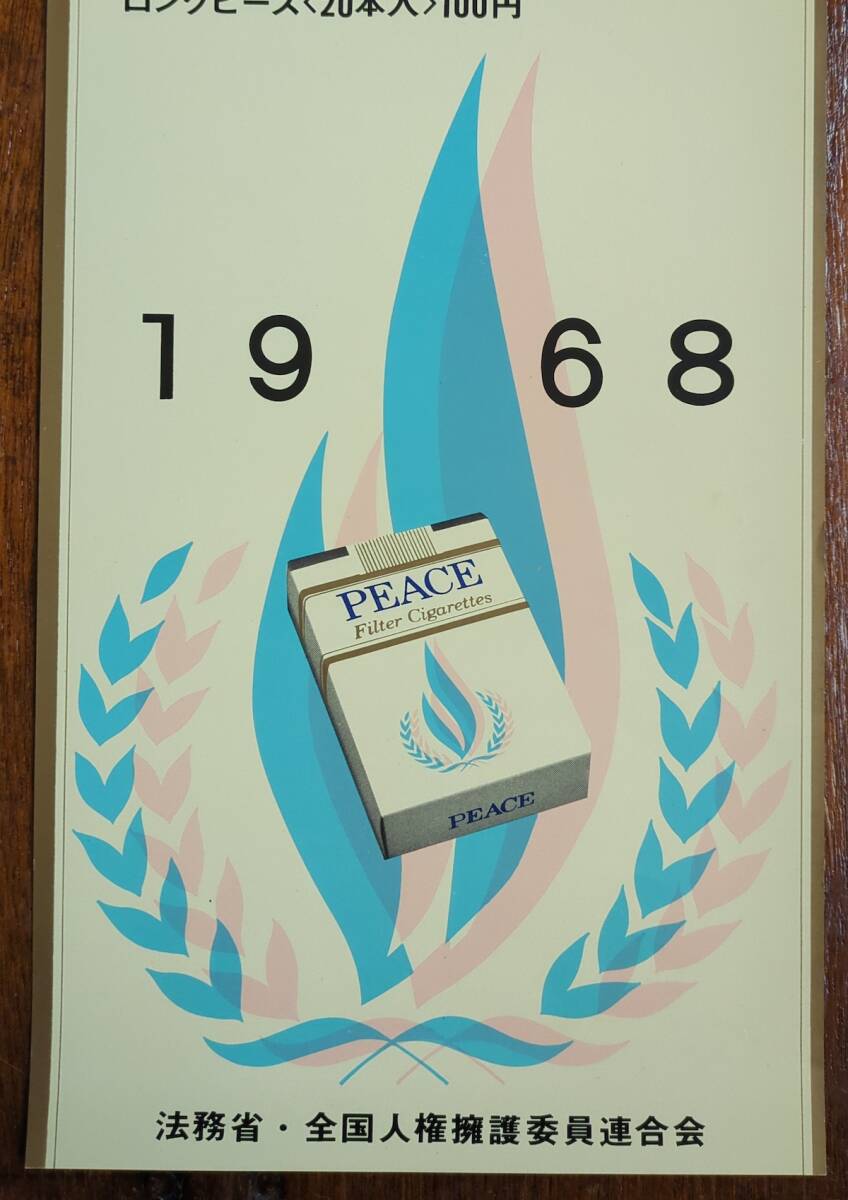 ロングピース<20本入>100円
1968
PEACE
Filter Cigarettes
PEACE
法務省・全国人権擁護委員連合会